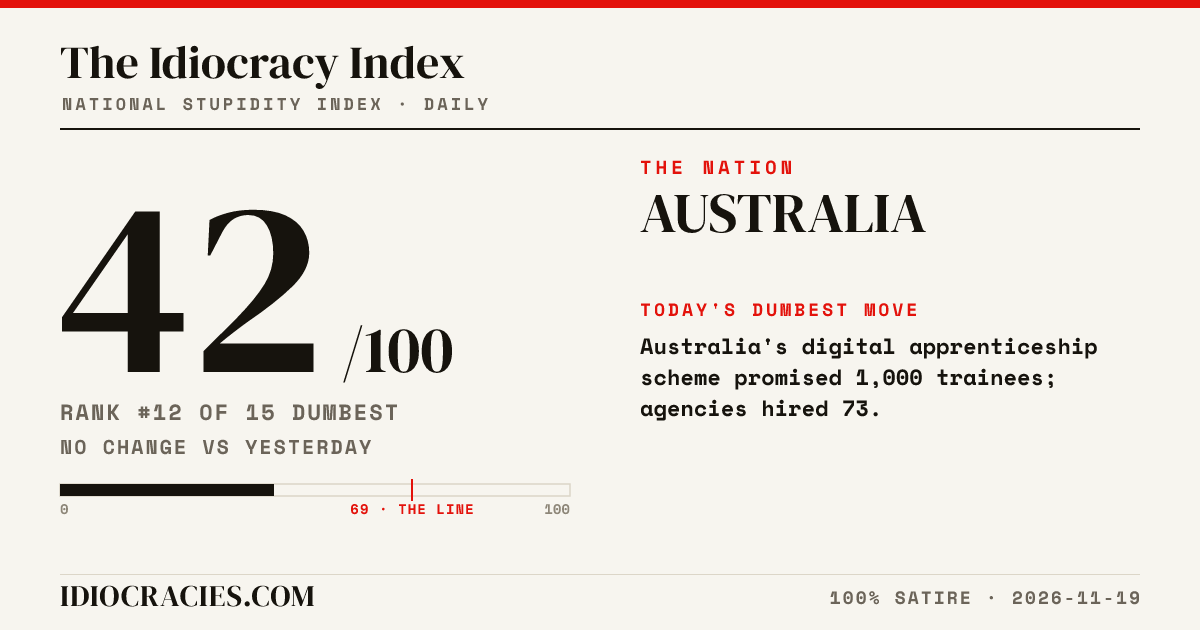 The Idiocracy Index
NATIONAL STUPIDITY INDEX · DAILY
42 /100
RANK #12 OF 15 DUMBEST
NO CHANGE VS YESTERDAY
0
69 · THE LINE
100
THE NATION
AUSTRALIA
TODAY'S DUMBEST MOVE
Australia's digital apprenticeship
scheme promised 1,000 trainees;
agencies hired 73.
IDIOCRACIES.COM
100% SATIRE · 2026-11-19